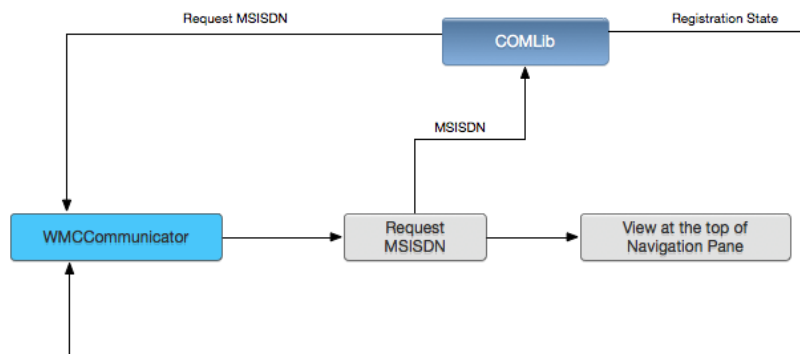 Request MSISDN
Registration State
COMLib
MSISDN
WMCCommunicator
Request
MSISDN
View at the top of
Navigation Pane